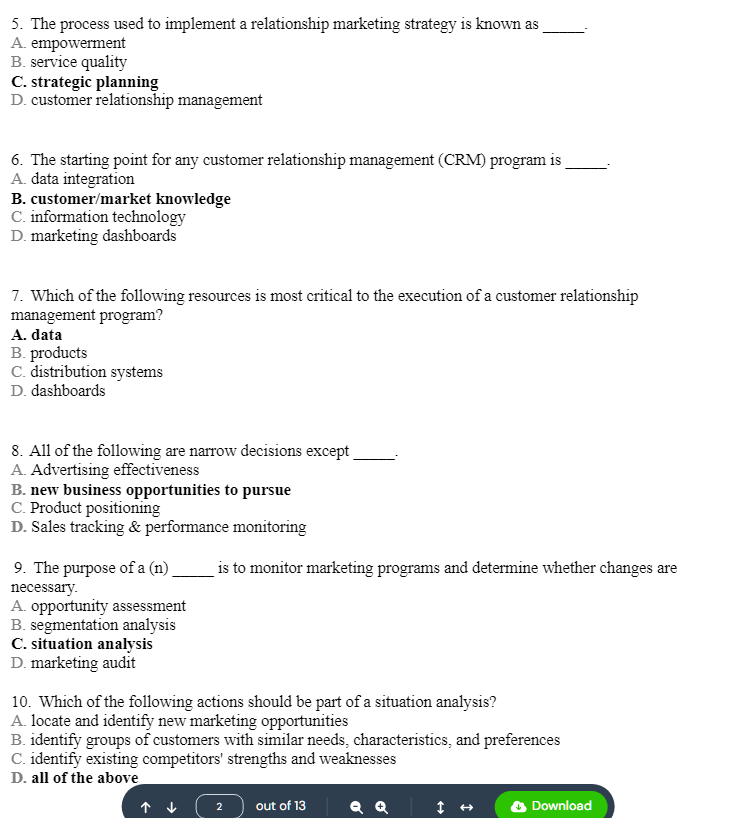 5. The process used to implement a relationship marketing strategy is known as _____.
A. empowerment
B. service quality
C. strategic planning
D. customer relationship management
6. The starting point for any customer relationship management (CRM) program is _____.
A. data integration
B. customer/market knowledge
C. information technology
D. marketing dashboards
7. Which of the following resources is most critical to the execution of a customer relationship
management program?
A. data
B. products
C. distribution systems
D. dashboards
8. All of the following are narrow decisions except _____.
A. Advertising effectiveness
B. new business opportunities to pursue
C. Product positioning
D. Sales tracking & performance monitoring
9. The purpose of a (n) _____ is to monitor marketing programs and determine whether changes are
necessary.
A. opportunity assessment
B. segmentation analysis
C. situation analysis
D. marketing audit
10. Which of the following actions should be part of a situation analysis?
A. locate and identify new marketing opportunities
B. identify groups of customers with similar needs, characteristics, and preferences
C. identify existing competitors' strengths and weaknesses
D. all of the above
2 out of 13 Download